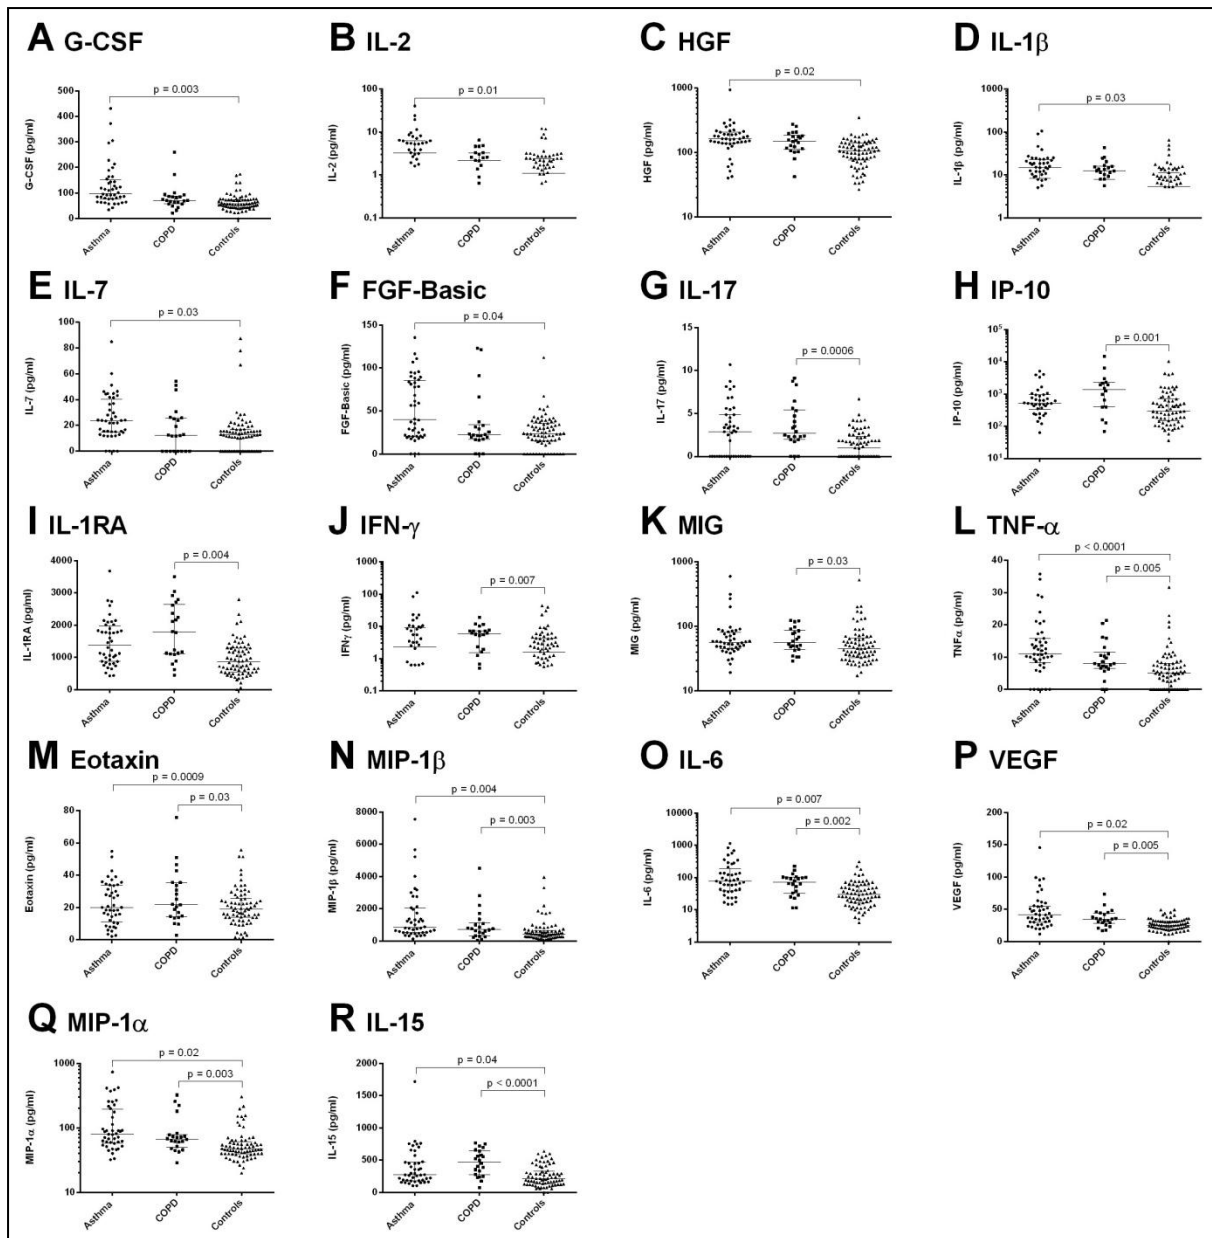 A G-CSF
p = 0.003
G-CSF (pg/ml)
500
400
300
200
100
0
Asthma
COPD
Controls
B IL-2
p = 0.01
IL-2 (pg/ml)
100
10
1
0.1
Asthma
COPD
Controls
C HGF
p = 0.02
HGF (pg/ml)
1000
100
10
Asthma
COPD
Controls
D IL-1β
p = 0.03
IL-1β (pg/ml)
1000
100
10
1
Asthma
COPD
Controls
E IL-7
p = 0.03
IL-7 (pg/ml)
100
80
60
40
20
0
Asthma
COPD
Controls
F FGF-Basic
p = 0.04
FGF-Basic (pg/ml)
150
100
50
0
Asthma
COPD
Controls
G IL-17
p = 0.0006
IL-17 (pg/ml)
15
10
5
0
Asthma
COPD
Controls
H IP-10
p = 0.001
IP-10 (pg/ml)
10⁵
10⁴
10³
10²
10¹
Asthma
COPD
Controls
I IL-1RA
p = 0.004
IL-1RA (pg/ml)
4000
3000
2000
1000
0
Asthma
COPD
Controls
J IFN-γ
p = 0.007
IFNγ (pg/ml)
1000
100
10
1
0.1
Asthma
COPD
Controls
K MIG
p = 0.03
MIG (pg/ml)
1000
100
10
Asthma
COPD
Controls
L TNF-α
p < 0.0001
p = 0.005
TNFα (pg/ml)
40
30
20
10
0
Asthma
COPD
Controls
M Eotaxin
p = 0.0009
p = 0.03
Eotaxin (pg/ml)
80
60
40
20
0
Asthma
COPD
Controls
N MIP-1β
p = 0.004
p = 0.003
MIP-1β (pg/ml)
8000
6000
4000
2000
0
Asthma
COPD
Controls
O IL-6
p = 0.007
p = 0.002
IL-6 (pg/ml)
10000
1000
100
10
1
Asthma
COPD
Controls
P VEGF
p = 0.02
p = 0.005
VEGF (pg/ml)
200
150
100
50
0
Asthma
COPD
Controls
Q MIP-1α
p = 0.02
p = 0.003
MIP-1α (pg/ml)
1000
100
10
Asthma
COPD
Controls
R IL-15
p = 0.04
p < 0.0001
IL-15 (pg/ml)
2000
1500
1000
500
0
Asthma
COPD
Controls